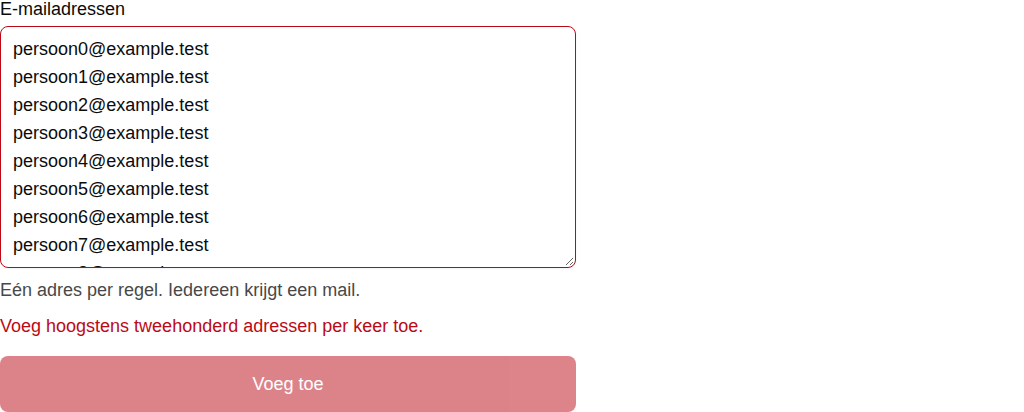 E-mailadressen
persoon0@example.test
persoon1@example.test
persoon2@example.test
persoon3@example.test
persoon4@example.test
persoon5@example.test
persoon6@example.test
persoon7@example.test
Eén adres per regel. Iedereen krijgt een mail.
Voeg hoogstens tweehonderd adressen per keer toe.
Voeg toe